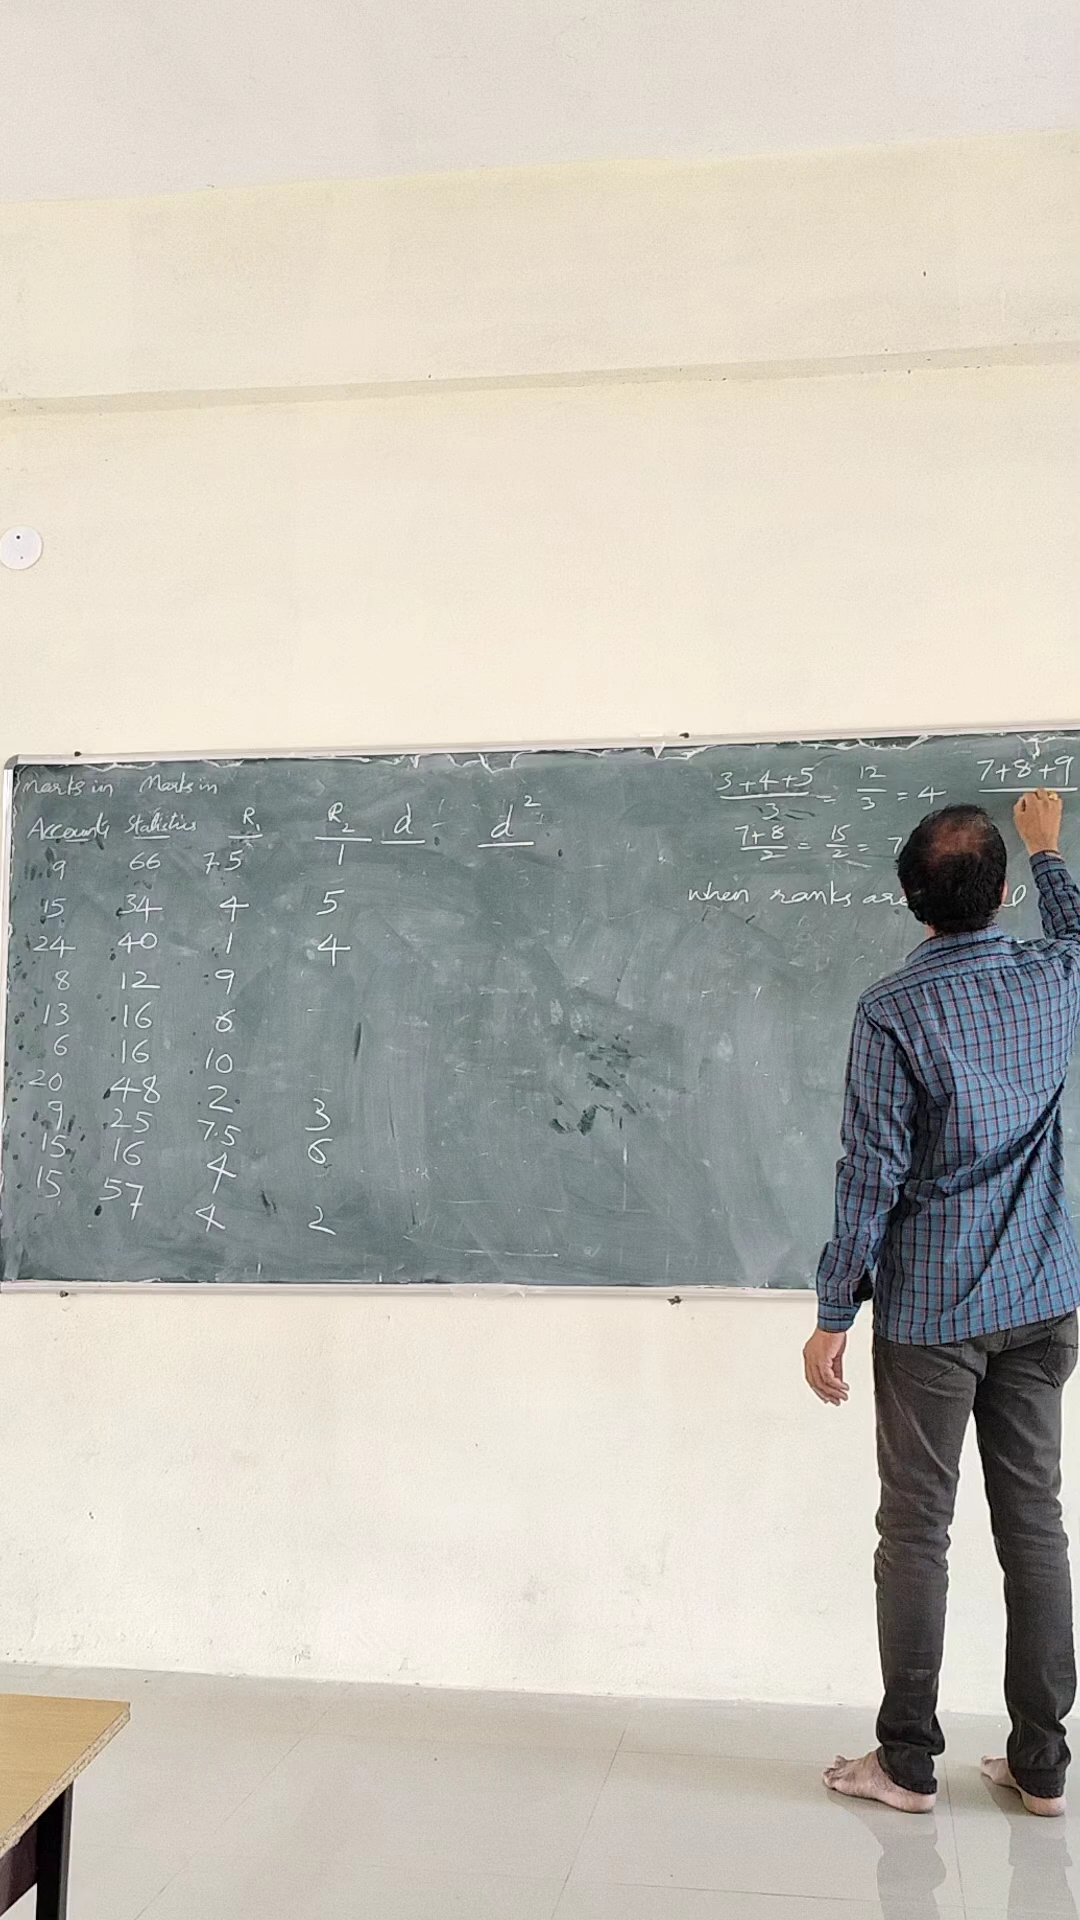 Marks in Marks in
Accounts Statistics R₁ R₂ d d²
9 66 7.5 1
15 34 4 5
24 40 1 4
8 12 9
13 16 6
6 16 10
20 48 2 3
9 25 7.5 6
15 16 4
15 57 4 2
3+4+5/3 = 12/3 = 4
7+8/2 = 15/2 = 7
7+8+9
when ranks are